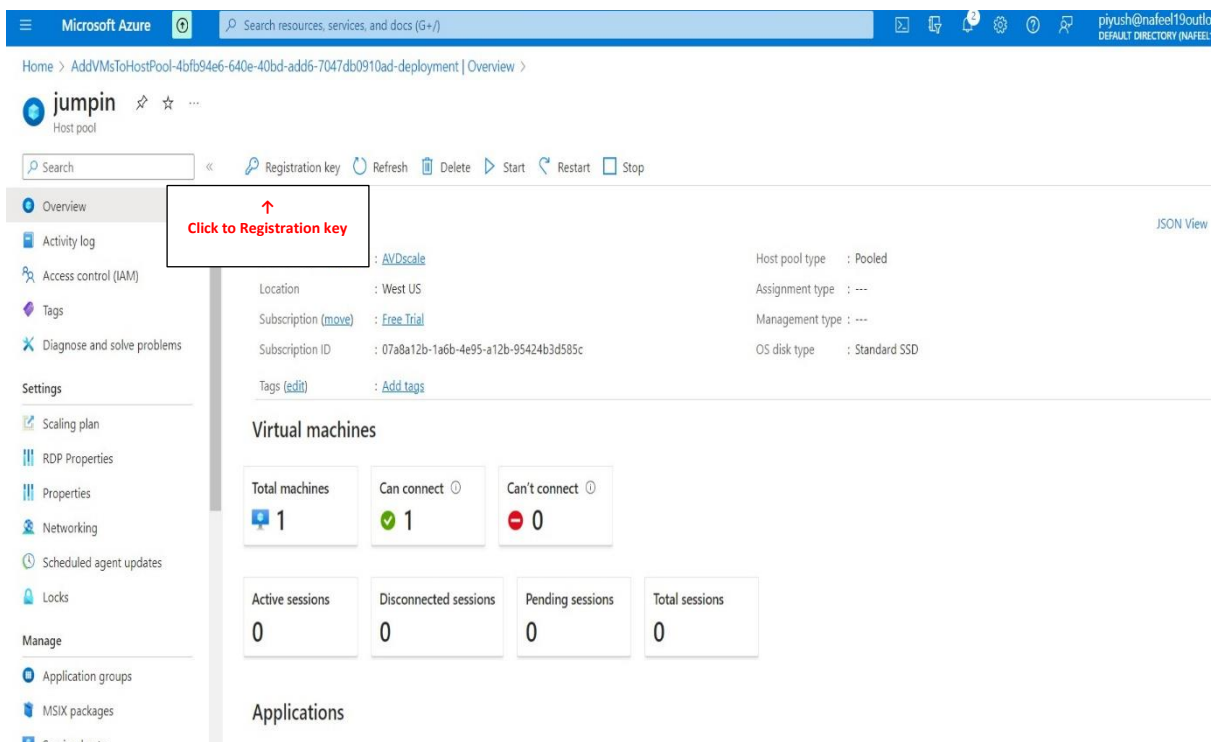 Microsoft Azure
Search resources, services, and docs (G+/)
2
piyush@nafeel19outlo
DEFAULT DIRECTORY (NAFEEL
Home > AddVMsToHostPool-4bfb94e6-640e-40bd-add6-7047db0910ad-deployment | Overview >
jumpin
Host pool
Search
Registration key Refresh Delete Start Restart Stop
↑
Click to Registration key
Overview
Activity log
Access control (IAM)
Tags
Diagnose and solve problems
Settings
Scaling plan
RDP Properties
Properties
Networking
Scheduled agent updates
Locks
Manage
Application groups
MSIX packages
JSON View
: AVDscale
Location : West US
Subscription (move) : Free Trial
Subscription ID : 07a8a12b-1a6b-4e95-a12b-95424b3d585c
Tags (edit) : Add tags
Host pool type : Pooled
Assignment type : ---
Management type : ---
OS disk type : Standard SSD
Virtual machines
Total machines Can connect Can't connect
1 1 0
Active sessions Disconnected sessions Pending sessions Total sessions
0 0 0 0
Applications